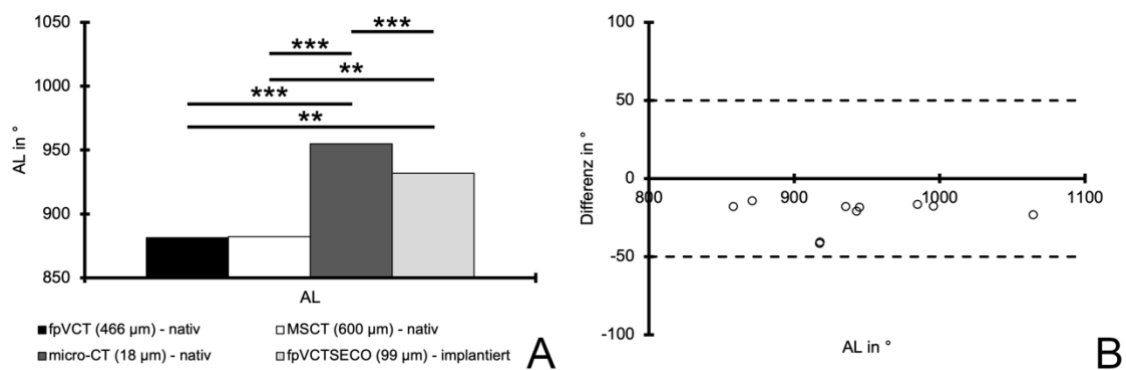 1050
1000
950
900
850
AL in °
***
***
**
***
**
AL
fpVCT (466 µm) - nativ
MSCT (600 µm) - nativ
micro-CT (18 µm) - nativ
fpVCTSECO (99 µm) - implantiert
A
100
50
0
-50
-100
Differenz in °
800 900 1000 1100
AL in °
B